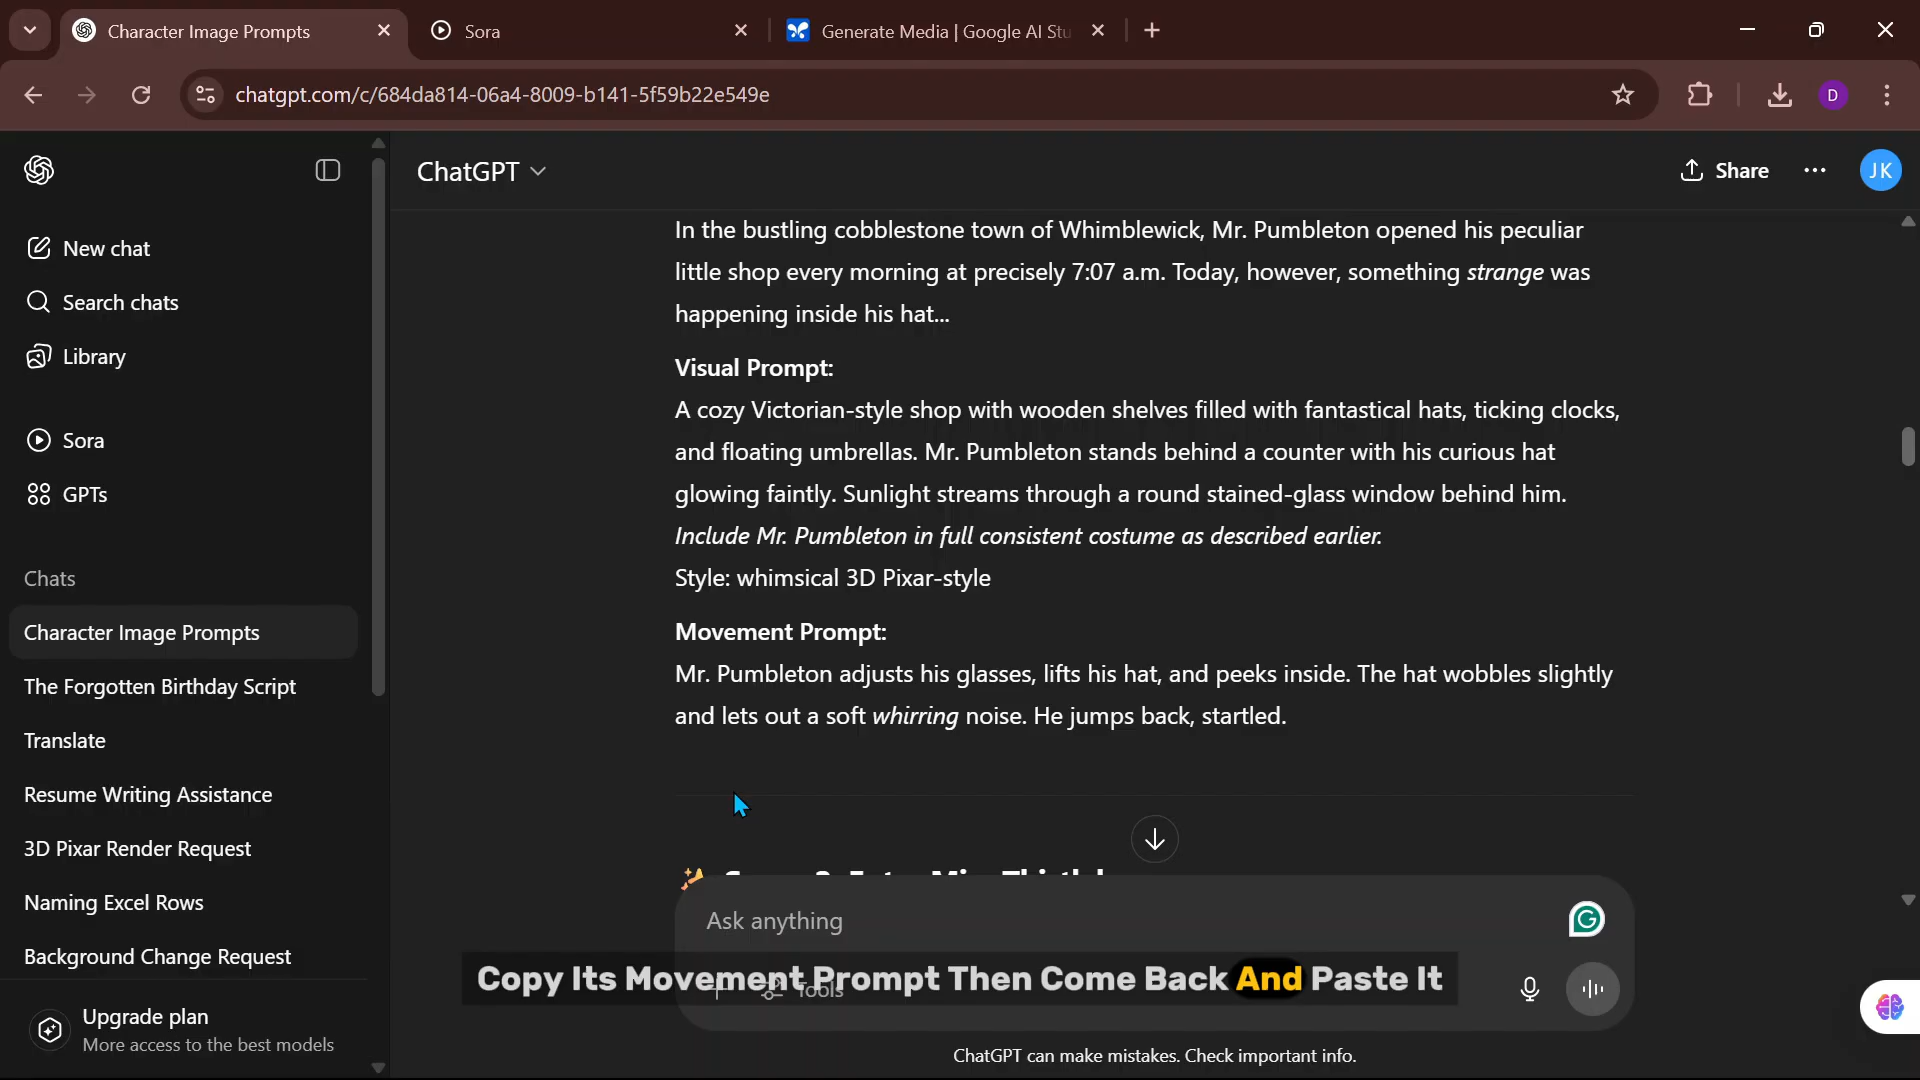 Character Image Prompts
Sora
Generate Media | Google AI Stu
chatgpt.com/c/684da814-06a4-8009-b141-5f59b22e549e
D
New chat
Search chats
Library
Sora
GPTs
Chats
Character Image Prompts
The Forgotten Birthday Script
Translate
Resume Writing Assistance
3D Pixar Render Request
Naming Excel Rows
Background Change Request
Upgrade plan
More access to the best models
ChatGPT
Share
JK
In the bustling cobblestone town of Whimblewick, Mr. Pumbleton opened his peculiar
little shop every morning at precisely 7:07 a.m. Today, however, something strange was
happening inside his hat...
Visual Prompt:
A cozy Victorian-style shop with wooden shelves filled with fantastical hats, ticking clocks,
and floating umbrellas. Mr. Pumbleton stands behind a counter with his curious hat
glowing faintly. Sunlight streams through a round stained-glass window behind him.
Include Mr. Pumbleton in full consistent costume as described earlier.
Style: whimsical 3D Pixar-style
Movement Prompt:
Mr. Pumbleton adjusts his glasses, lifts his hat, and peeks inside. The hat wobbles slightly
and lets out a soft whirring noise. He jumps back, startled.
Ask anything
Copy Its Movement Prompt Then Come Back And Paste It
Tools
ChatGPT can make mistakes. Check important info.